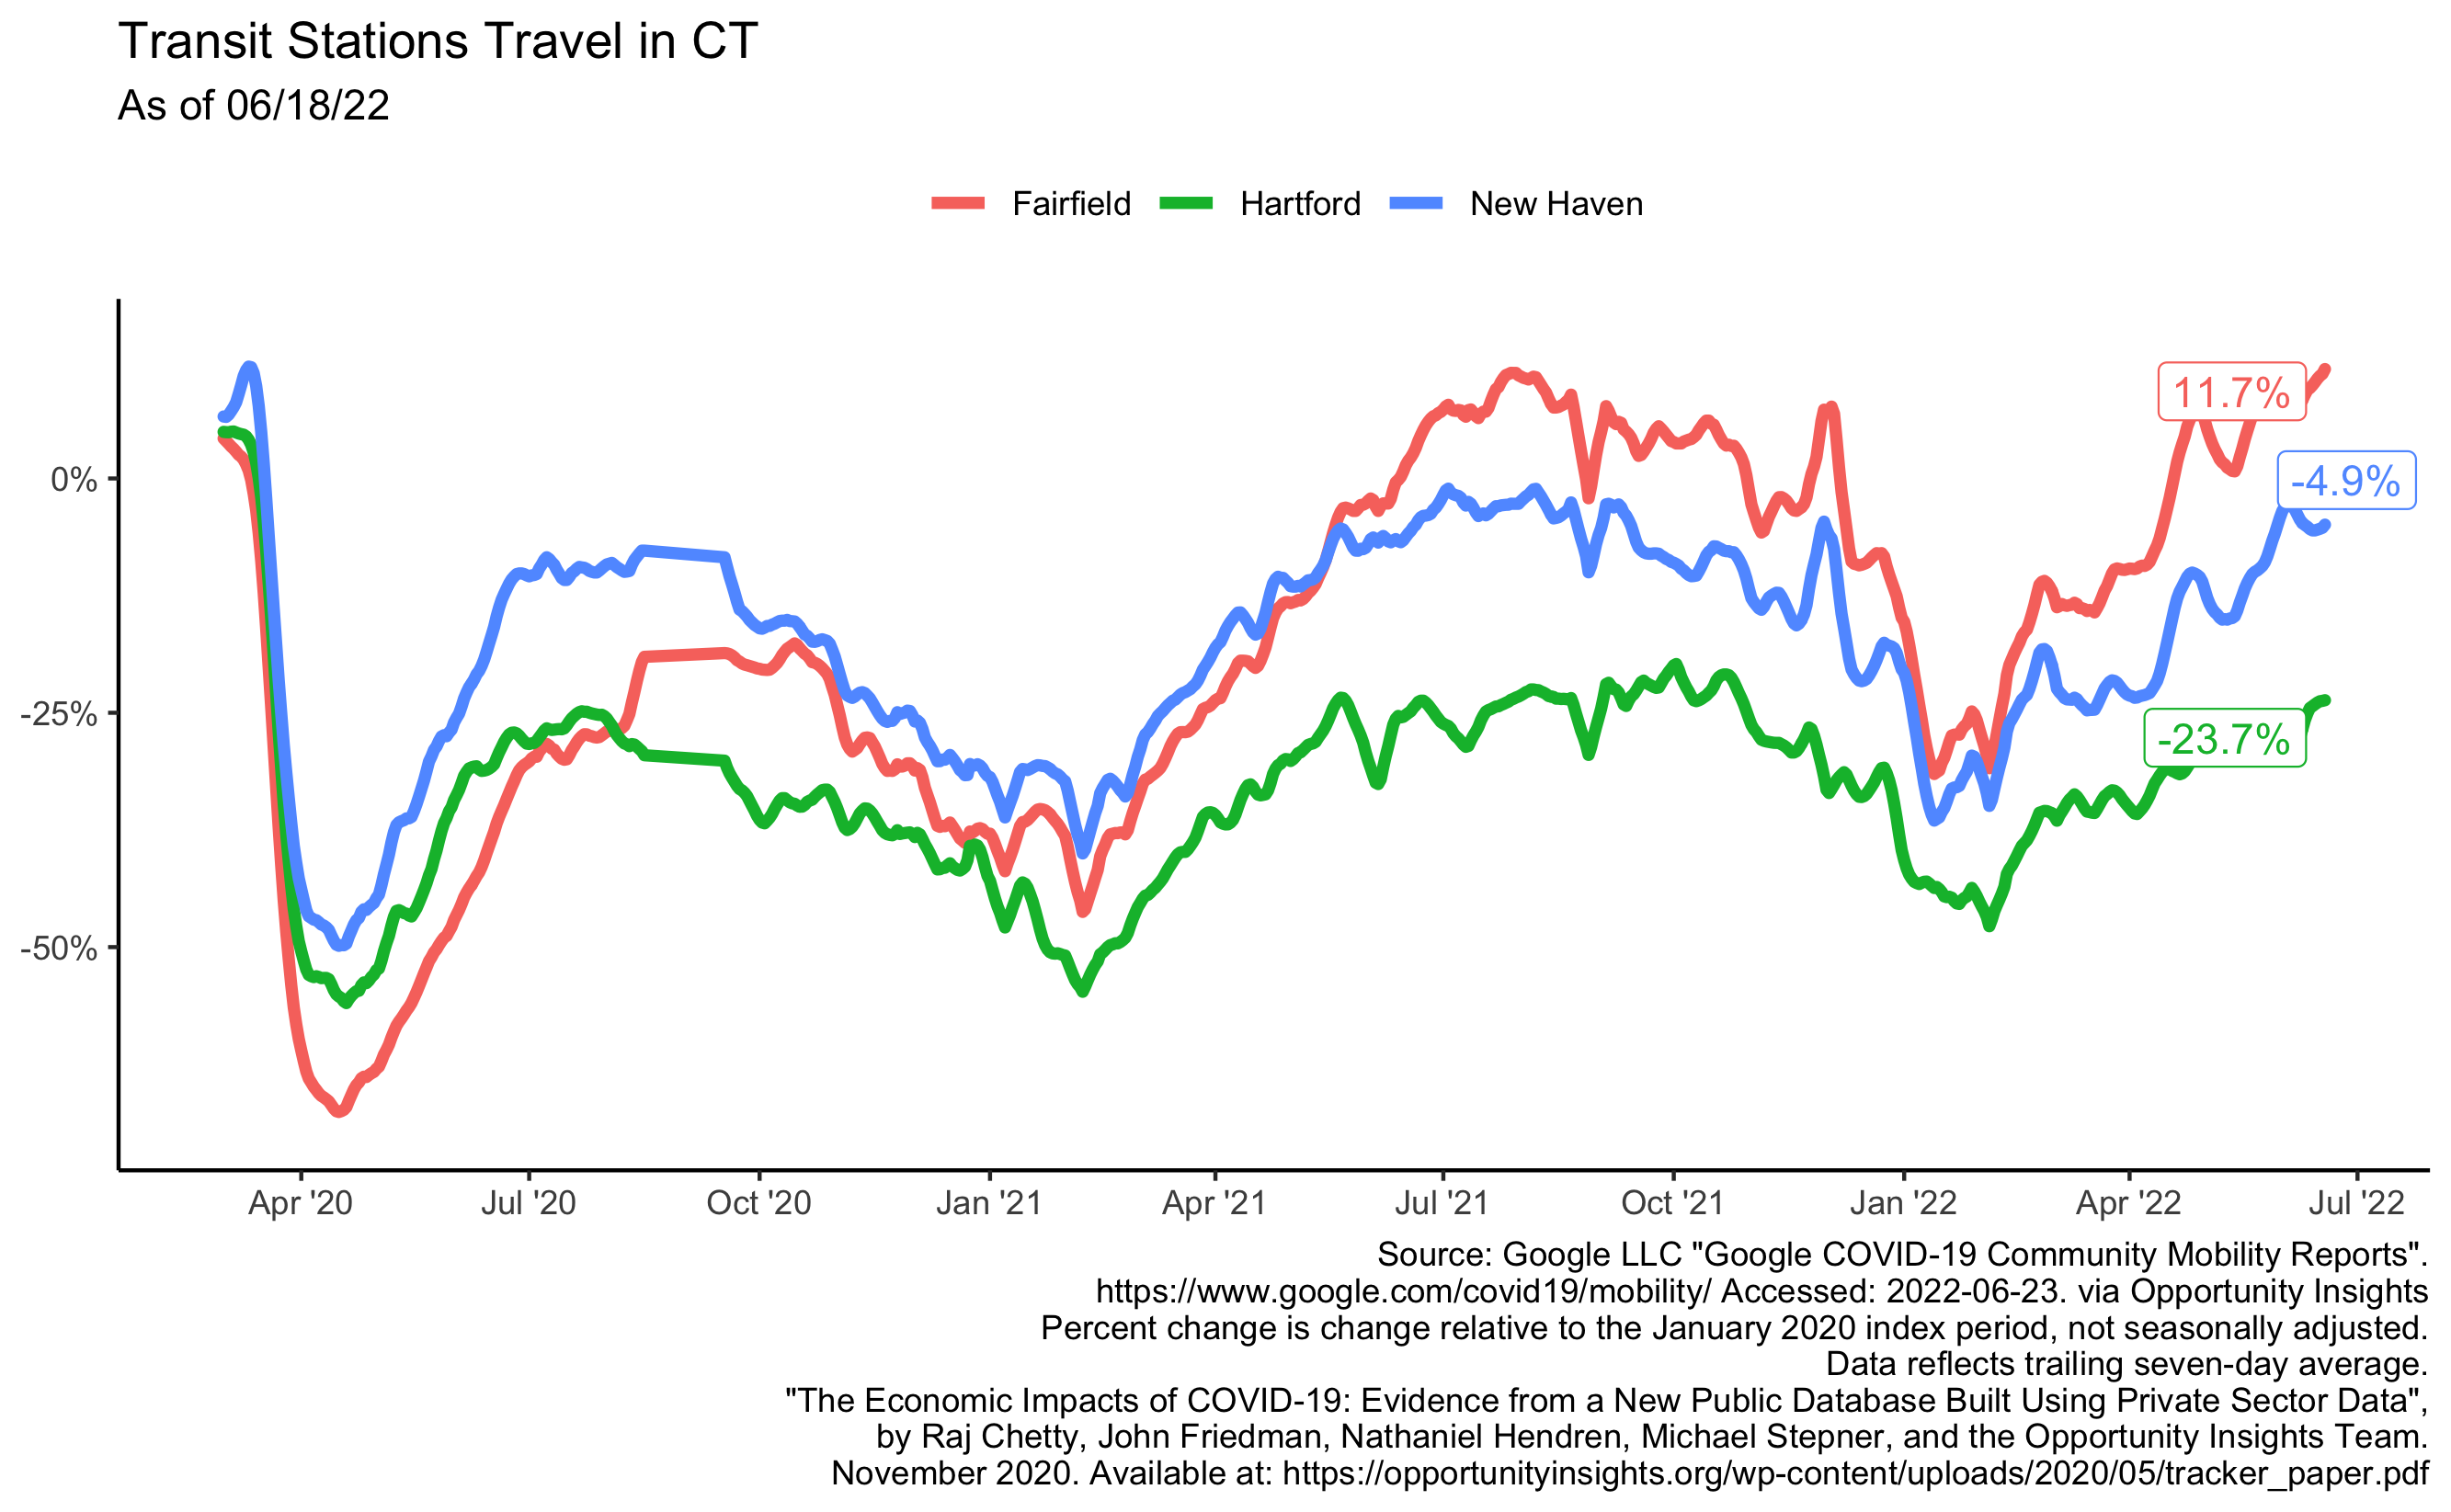 Transit Stations Travel in CT
As of 06/18/22
Fairfield Hartford New Haven
11.7%
0%
-4.9%
-25%
-23.7%
-50%
Apr '20 Jul '20 Oct '20 Jan '21 Apr '21 Jul '21 Oct '21 Jan '22 Apr '22 Jul '22
Source: Google LLC "Google COVID-19 Community Mobility Reports".
https://www.google.com/covid19/mobility/ Accessed: 2022-06-23. via Opportunity Insights
Percent change is change relative to the January 2020 index period, not seasonally adjusted.
Data reflects trailing seven-day average.
"The Economic Impacts of COVID-19: Evidence from a New Public Database Built Using Private Sector Data",
by Raj Chetty, John Friedman, Nathaniel Hendren, Michael Stepner, and the Opportunity Insights Team.
November 2020. Available at: https://opportunityinsights.org/wp-content/uploads/2020/05/tracker_paper.pdf